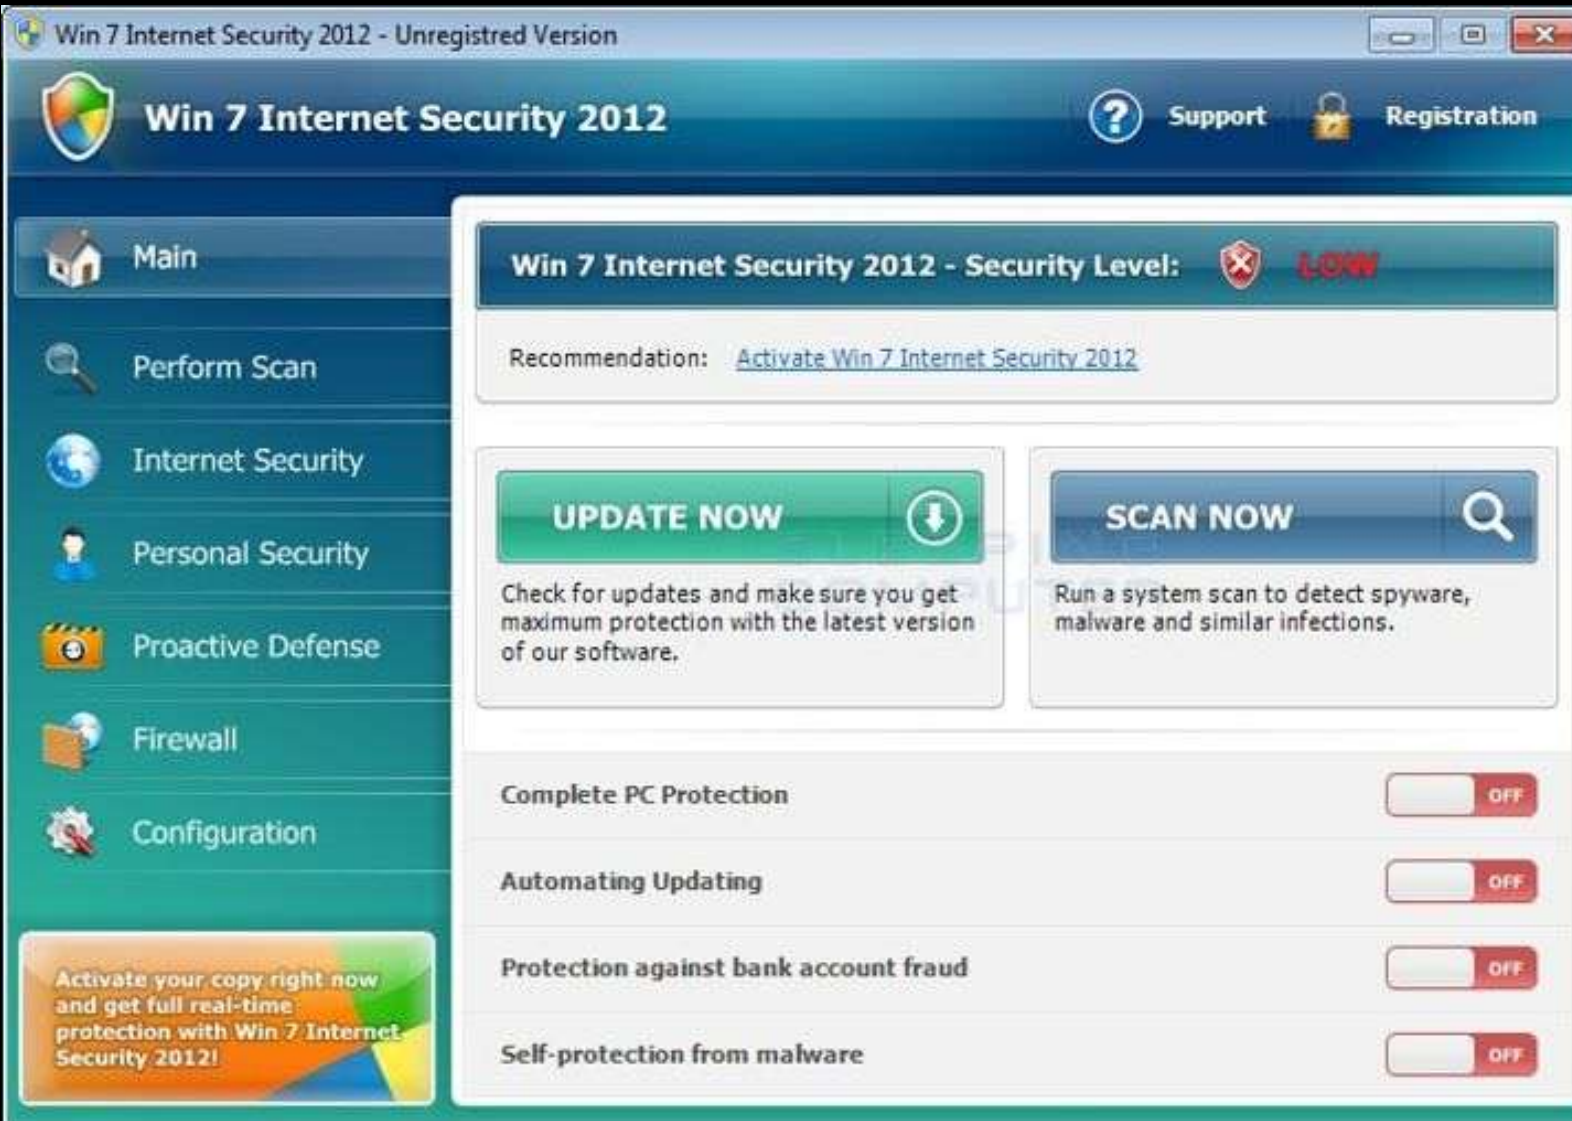 Win 7 Internet Security 2012 - Unregistred Version
Win 7 Internet Security 2012
Support
Registration
Main
Perform Scan
Internet Security
Personal Security
Proactive Defense
Firewall
Configuration
Activate your copy right now
and get full real-time
protection with Win 7 Internet
Security 2012!
Win 7 Internet Security 2012 - Security Level:
LOW
Recommendation:
Activate Win 7 Internet Security 2012
UPDATE NOW
Check for updates and make sure you get
maximum protection with the latest version
of our software.
SCAN NOW
Run a system scan to detect spyware,
malware and similar infections.
Complete PC Protection
OFF
Automating Updating
OFF
Protection against bank account fraud
OFF
Self-protection from malware
OFF